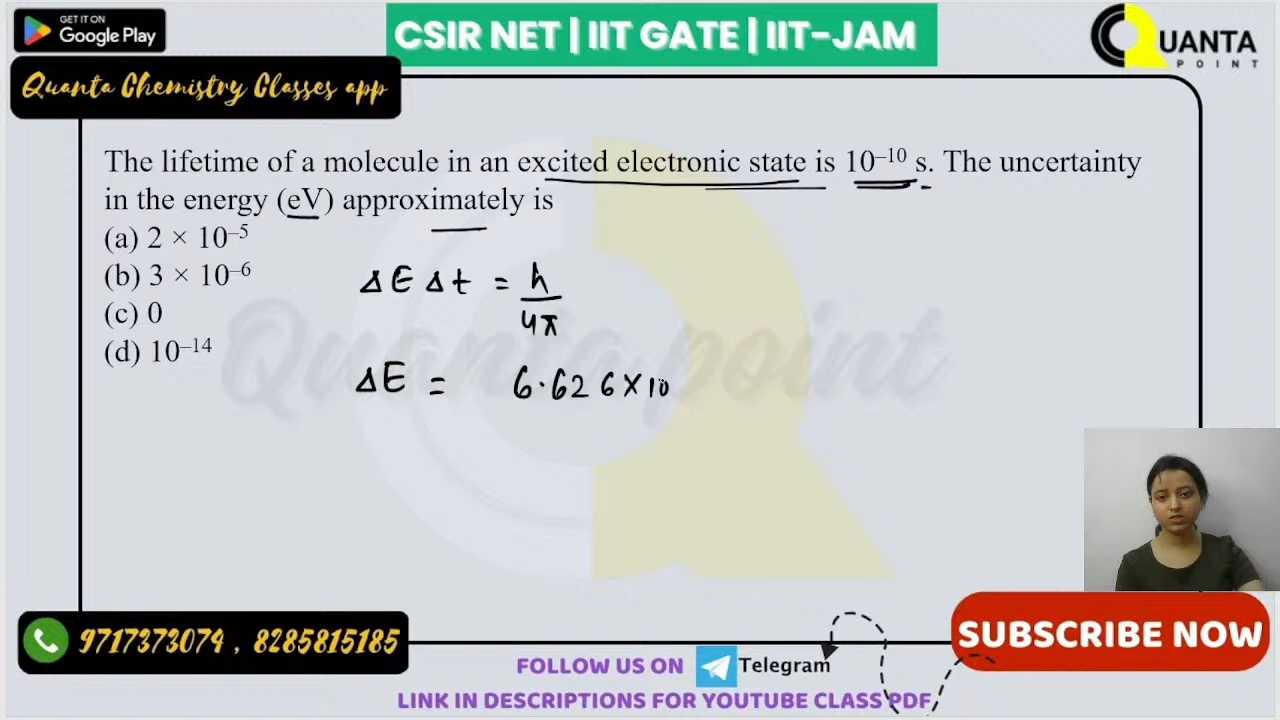 GET IT ON
Google Play
CSIR NET | IIT GATE | IIT-JAM
QUANTA
POINT
Quanta Chemistry Classes app
The lifetime of a molecule in an excited electronic state is 10⁻¹⁰ s. The uncertainty
in the energy (eV) approximately is
(a) 2 × 10⁻⁵
(b) 3 × 10⁻⁶
(c) 0
(d) 10⁻¹⁴
ΔE Δt = h/4π
ΔE = 6.626×10
Quanta point
9717373074 , 8285815185
SUBSCRIBE NOW
FOLLOW US ON Telegram
LINK IN DESCRIPTIONS FOR YOUTUBE CLASS PDF